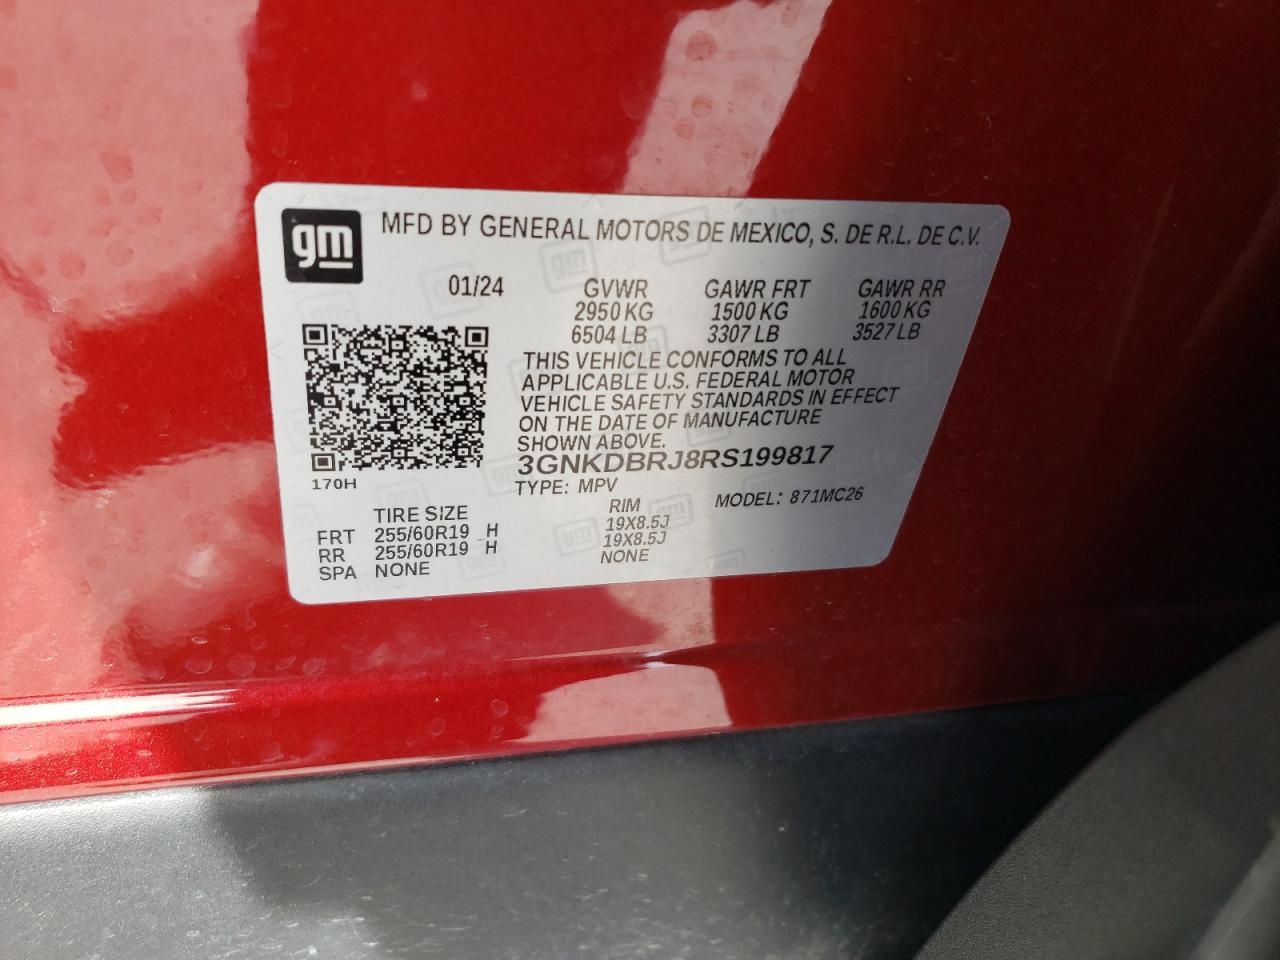 gm MFD BY GENERAL MOTORS DE MEXICO, S. DE R.L. DE C.V.
01/24 GVWR GAWR FRT GAWR RR
2950 KG 1500 KG 1600 KG
6504 LB 3307 LB 3527 LB
THIS VEHICLE CONFORMS TO ALL
APPLICABLE U.S. FEDERAL MOTOR
VEHICLE SAFETY STANDARDS IN EFFECT
ON THE DATE OF MANUFACTURE
SHOWN ABOVE.
3GNKDBRJ8RS199817
170H TYPE: MPV MODEL: 871MC26
TIRE SIZE RIM
FRT 255/60R19 H 19X8.5J
RR 255/60R19 H 19X8.5J
SPA NONE NONE